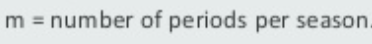 m = number of periods per season.